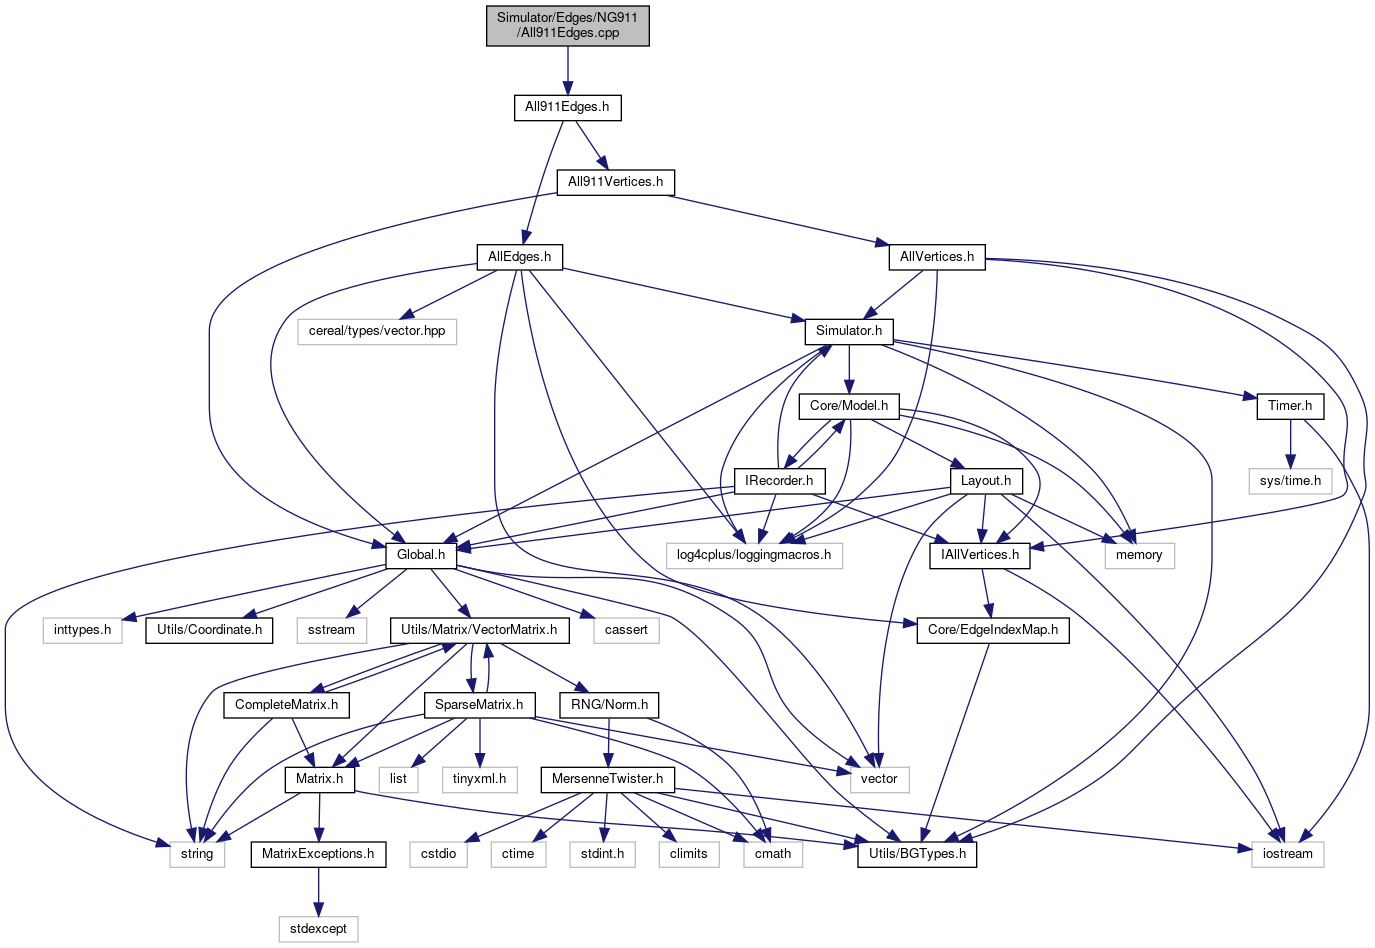 Simulator/Edges/NG911
/All911Edges.cpp
All911Edges.h
All911Vertices.h
AllEdges.h
AllVertices.h
cereal/types/vector.hpp
Simulator.h
Core/Model.h
Timer.h
IRecorder.h
Layout.h
sys/time.h
Global.h
log4cplus/loggingmacros.h
IAllVertices.h
memory
inttypes.h
Utils/Coordinate.h
sstream
Utils/Matrix/VectorMatrix.h
cassert
Core/EdgeIndexMap.h
CompleteMatrix.h
SparseMatrix.h
RNG/Norm.h
Matrix.h
list
tinyxml.h
MersenneTwister.h
vector
string
MatrixExceptions.h
cstdio
ctime
stdint.h
climits
cmath
Utils/BGTypes.h
iostream
stdexcept